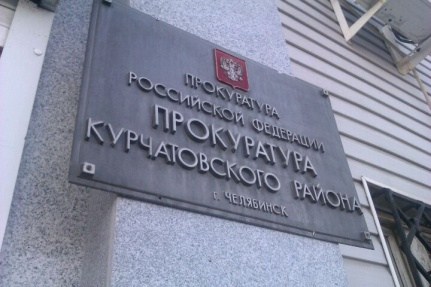 ПРОКУРАТУРА
РОССИЙСКОЙ ФЕДЕРАЦИИ
ПРОКУРАТУРА
КУРЧАТОВСКОГО РАЙОНА
Г. ЧЕЛЯБИНСК